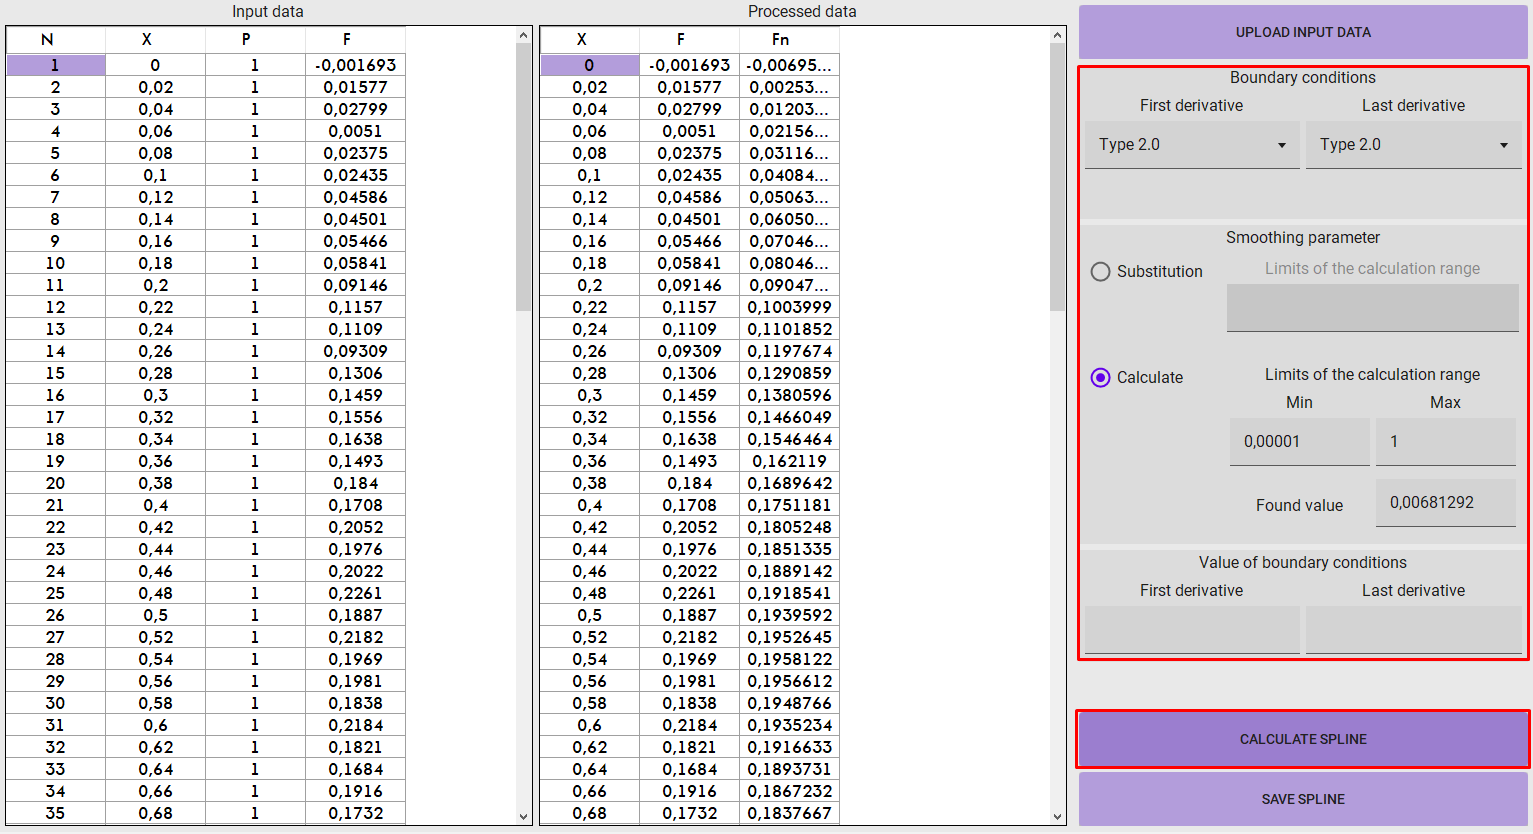 Input data
N X P F
1 0 1 -0,001693
2 0,02 1 0,01577
3 0,04 1 0,02799
4 0,06 1 0,0051
5 0,08 1 0,02375
6 0,1 1 0,02435
7 0,12 1 0,04586
8 0,14 1 0,04501
9 0,16 1 0,05466
10 0,18 1 0,05841
11 0,2 1 0,09146
12 0,22 1 0,1157
13 0,24 1 0,1109
14 0,26 1 0,09309
15 0,28 1 0,1306
16 0,3 1 0,1459
17 0,32 1 0,1556
18 0,34 1 0,1638
19 0,36 1 0,1493
20 0,38 1 0,184
21 0,4 1 0,1708
22 0,42 1 0,2052
23 0,44 1 0,1976
24 0,46 1 0,2022
25 0,48 1 0,2261
26 0,5 1 0,1887
27 0,52 1 0,2182
28 0,54 1 0,1969
29 0,56 1 0,1981
30 0,58 1 0,1838
31 0,6 1 0,2184
32 0,62 1 0,1821
33 0,64 1 0,1684
34 0,66 1 0,1916
35 0,68 1 0,1732
Processed data
X F Fn
0 -0,001693 -0,00695...
0,02 0,01577 0,00253...
0,04 0,02799 0,01203...
0,06 0,0051 0,02156...
0,08 0,02375 0,03116...
0,1 0,02435 0,04084...
0,12 0,04586 0,05063...
0,14 0,04501 0,06050...
0,16 0,05466 0,07046...
0,18 0,05841 0,08046...
0,2 0,09146 0,09047...
0,22 0,1157 0,1003999
0,24 0,1109 0,1101852
0,26 0,09309 0,1197674
0,28 0,1306 0,1290859
0,3 0,1459 0,1380596
0,32 0,1556 0,1466049
0,34 0,1638 0,1546464
0,36 0,1493 0,162119
0,38 0,184 0,1689642
0,4 0,1708 0,1751181
0,42 0,2052 0,1805248
0,44 0,1976 0,1851335
0,46 0,2022 0,1889142
0,48 0,2261 0,1918541
0,5 0,1887 0,1939592
0,52 0,2182 0,1952645
0,54 0,1969 0,1958122
0,56 0,1981 0,1956612
0,58 0,1838 0,1948766
0,6 0,2184 0,1935234
0,62 0,1821 0,1916633
0,64 0,1684 0,1893731
0,66 0,1916 0,1867232
0,68 0,1732 0,1837667
UPLOAD INPUT DATA
Boundary conditions
First derivative Last derivative
Type 2.0 Type 2.0
Smoothing parameter
Substitution Limits of the calculation range
Calculate Limits of the calculation range
Min Max
0,00001 1
Found value 0,00681292
Value of boundary conditions
First derivative Last derivative
CALCULATE SPLINE
SAVE SPLINE